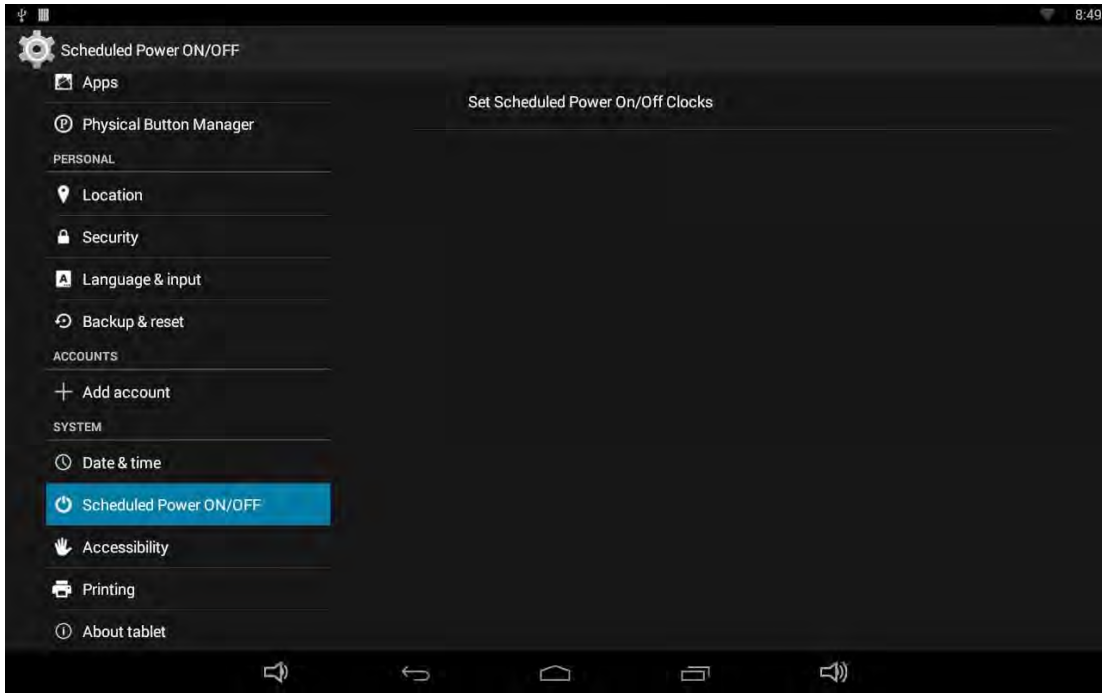 8:49
Scheduled Power ON/OFF
Apps
Physical Button Manager
PERSONAL
Location
Security
Language & input
Backup & reset
ACCOUNTS
Add account
SYSTEM
Date & time
Scheduled Power ON/OFF
Accessibility
Printing
About tablet
Set Scheduled Power On/Off Clocks